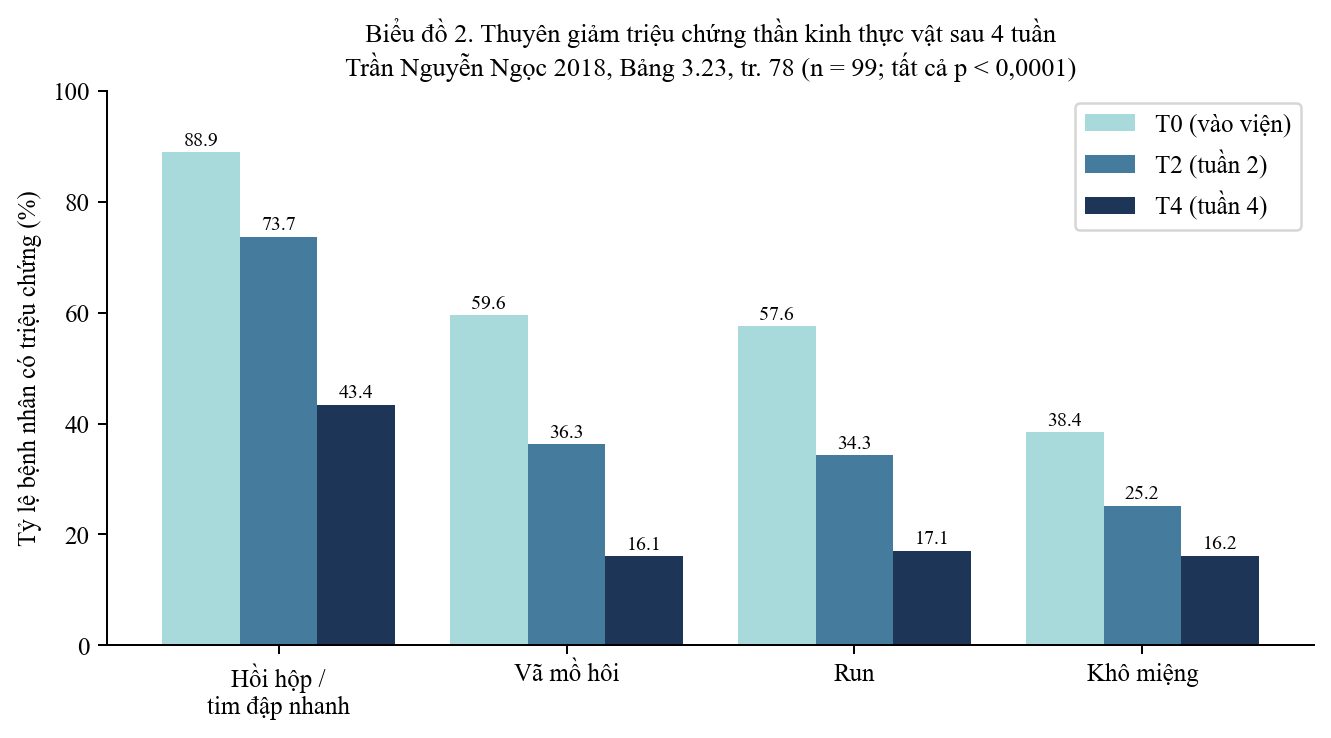 Biểu đồ 2. Thuyên giảm triệu chứng thần kinh thực vật sau 4 tuần
Trần Nguyễn Ngọc 2018, Bảng 3.23, tr. 78 (n = 99; tất cả p < 0,0001)
Tỷ lệ bệnh nhân có triệu chứng (%)
100
80
60
40
20
0
T0 (vào viện)
T2 (tuần 2)
T4 (tuần 4)
88.9
73.7
43.4
59.6
36.3
16.1
57.6
34.3
17.1
38.4
25.2
16.2
Hồi hộp /
tim đập nhanh
Vã mồ hôi
Run
Khô miệng